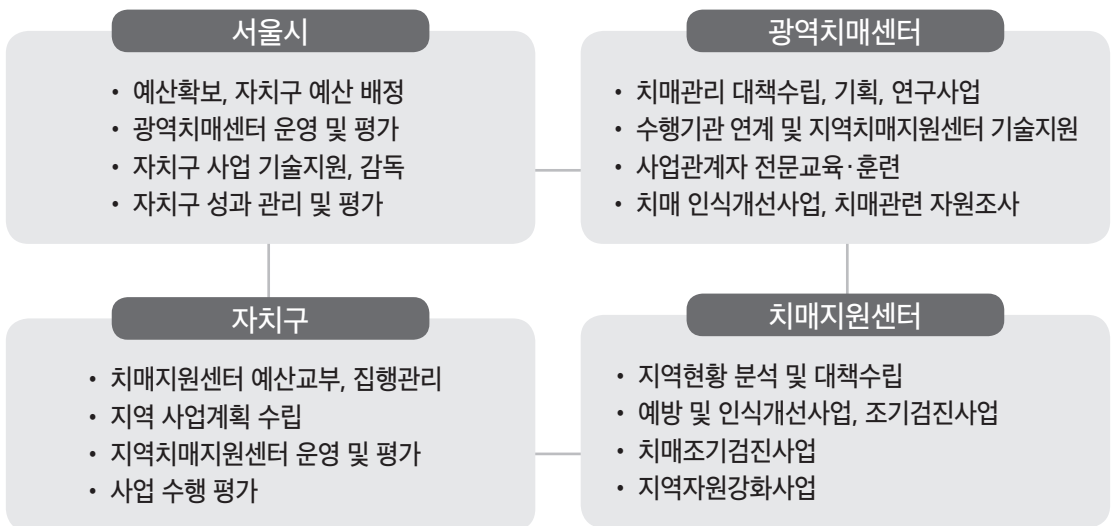 서울시
• 예산확보, 자치구 예산 배정
• 광역치매센터 운영 및 평가
• 자치구 사업 기술지원, 감독
• 자치구 성과 관리 및 평가
광역치매센터
• 치매관리 대책수립, 기획, 연구사업
• 수행기관 연계 및 지역치매지원센터 기술지원
• 사업관계자 전문교육·훈련
• 치매 인식개선사업, 치매관련 자원조사
자치구
• 치매지원센터 예산교부, 집행관리
• 지역 사업계획 수립
• 지역치매지원센터 운영 및 평가
• 사업 수행 평가
치매지원센터
• 지역현황 분석 및 대책수립
• 예방 및 인식개선사업, 조기검진사업
• 치매조기검진사업
• 지역자원강화사업